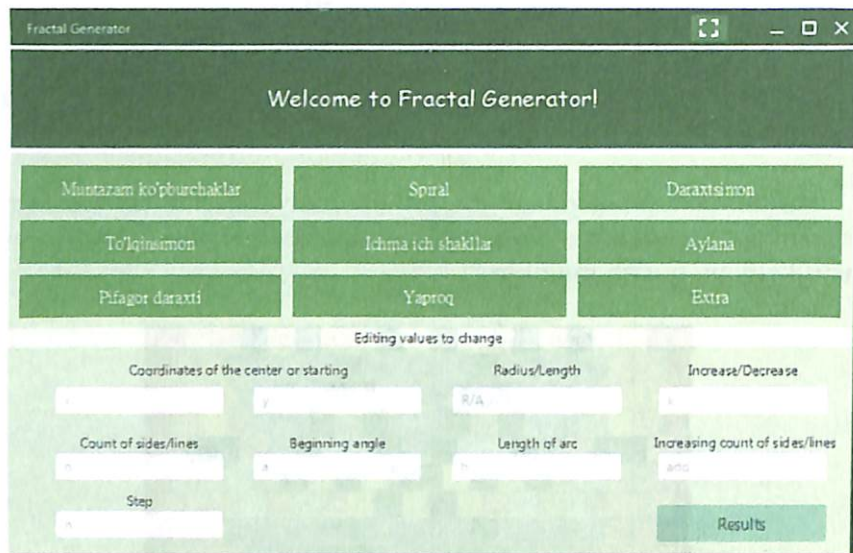 Fractal Generator
Welcome to Fractal Generator!
Muntazam ko'pburchaklar
Spiral
Daraxtsimon
To'lqinsimon
Ichma ich shakllar
Aylana
Pifagor daraxti
Yaproq
Extra
Editing values to change
Coordinates of the center or starting
Radius/Length
Increase/Decrease
y
R/A
Count of sides/lines
Beginning angle
Length of arc
Increasing count of sides/lines
n
a
h
add
Step
Results